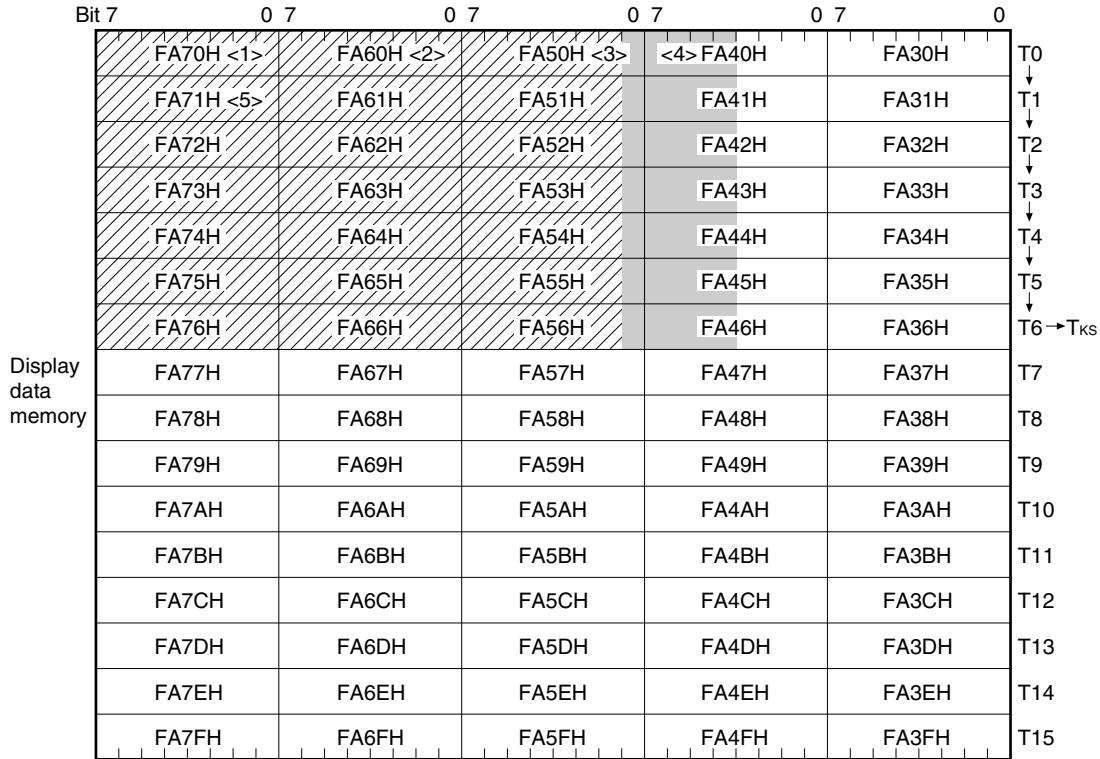 Bit 7 0 7 0 7 0 7 0 7 0
FA70H <1> FA60H <2> FA50H <3> <4> FA40H FA30H T0
FA71H <5> FA61H FA51H FA41H FA31H T1
FA72H FA62H FA52H FA42H FA32H T2
FA73H FA63H FA53H FA43H FA33H T3
FA74H FA64H FA54H FA44H FA34H T4
FA75H FA65H FA55H FA45H FA35H T5
FA76H FA66H FA56H FA46H FA36H T6 → TKS
Display
data
memory
FA77H FA67H FA57H FA47H FA37H T7
FA78H FA68H FA58H FA48H FA38H T8
FA79H FA69H FA59H FA49H FA39H T9
FA7AH FA6AH FA5AH FA4AH FA3AH T10
FA7BH FA6BH FA5BH FA4BH FA3BH T11
FA7CH FA6CH FA5CH FA4CH FA3CH T12
FA7DH FA6DH FA5DH FA4DH FA3DH T13
FA7EH FA6EH FA5EH FA4EH FA3EH T14
FA7FH FA6FH FA5FH FA4FH FA3FH T15